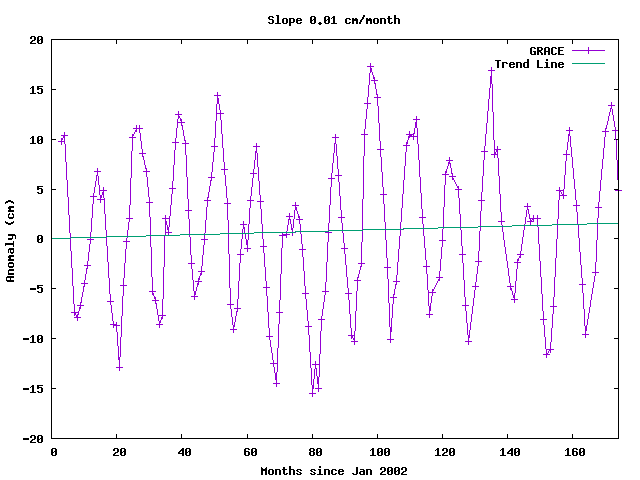 Slope 0.01 cm/month
GRACE
Trend Line
Anomaly (cm)
20
15
10
5
0
-5
-10
-15
-20
0 20 40 60 80 100 120 140 160
Months since Jan 2002